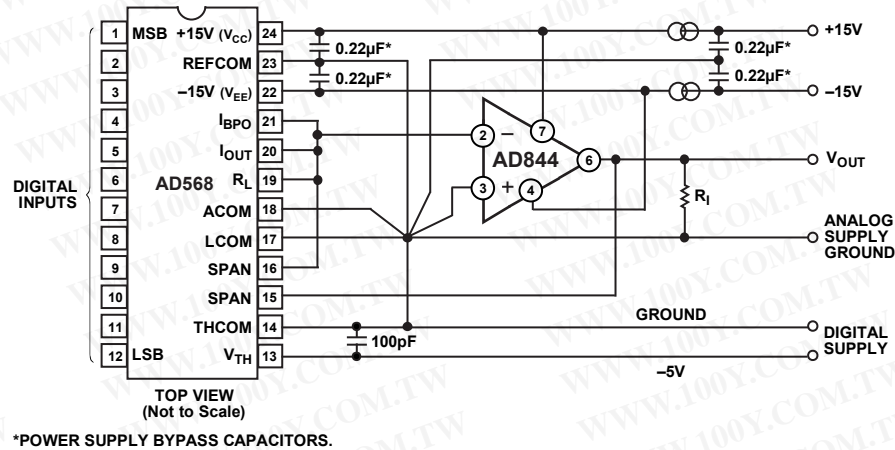 1 MSB +15V (VCC) 24
2 REFCOM 23
3 –15V (VEE) 22
4 IBPO 21
5 IOUT 20
6 AD568 RL 19
7 ACOM 18
8 LCOM 17
9 SPAN 16
10 SPAN 15
11 THCOM 14
12 LSB VTH 13
DIGITAL
INPUTS
TOP VIEW
(Not to Scale)
0.22µF*
0.22µF*
100pF
2 –
3 +
7
4
6
AD844
0.22µF*
0.22µF*
RI
+15V
–15V
VOUT
ANALOG
SUPPLY
GROUND
GROUND
–5V
DIGITAL
SUPPLY
*POWER SUPPLY BYPASS CAPACITORS.
WWW.100Y.COM.TW